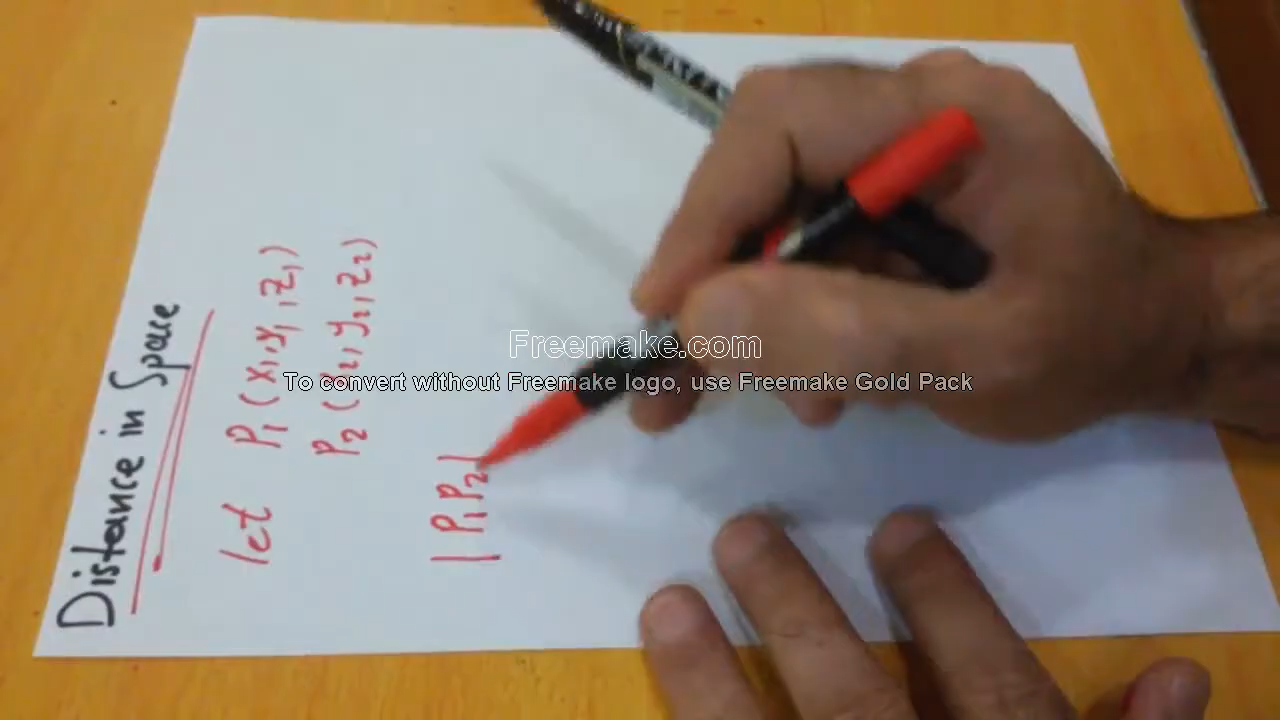 Distance in Space
let P1 (x1, y1, z1)
P2 (x2, y2, z2)
|P1P2|
Freemake.com
To convert without Freemake logo, use Freemake Gold Pack